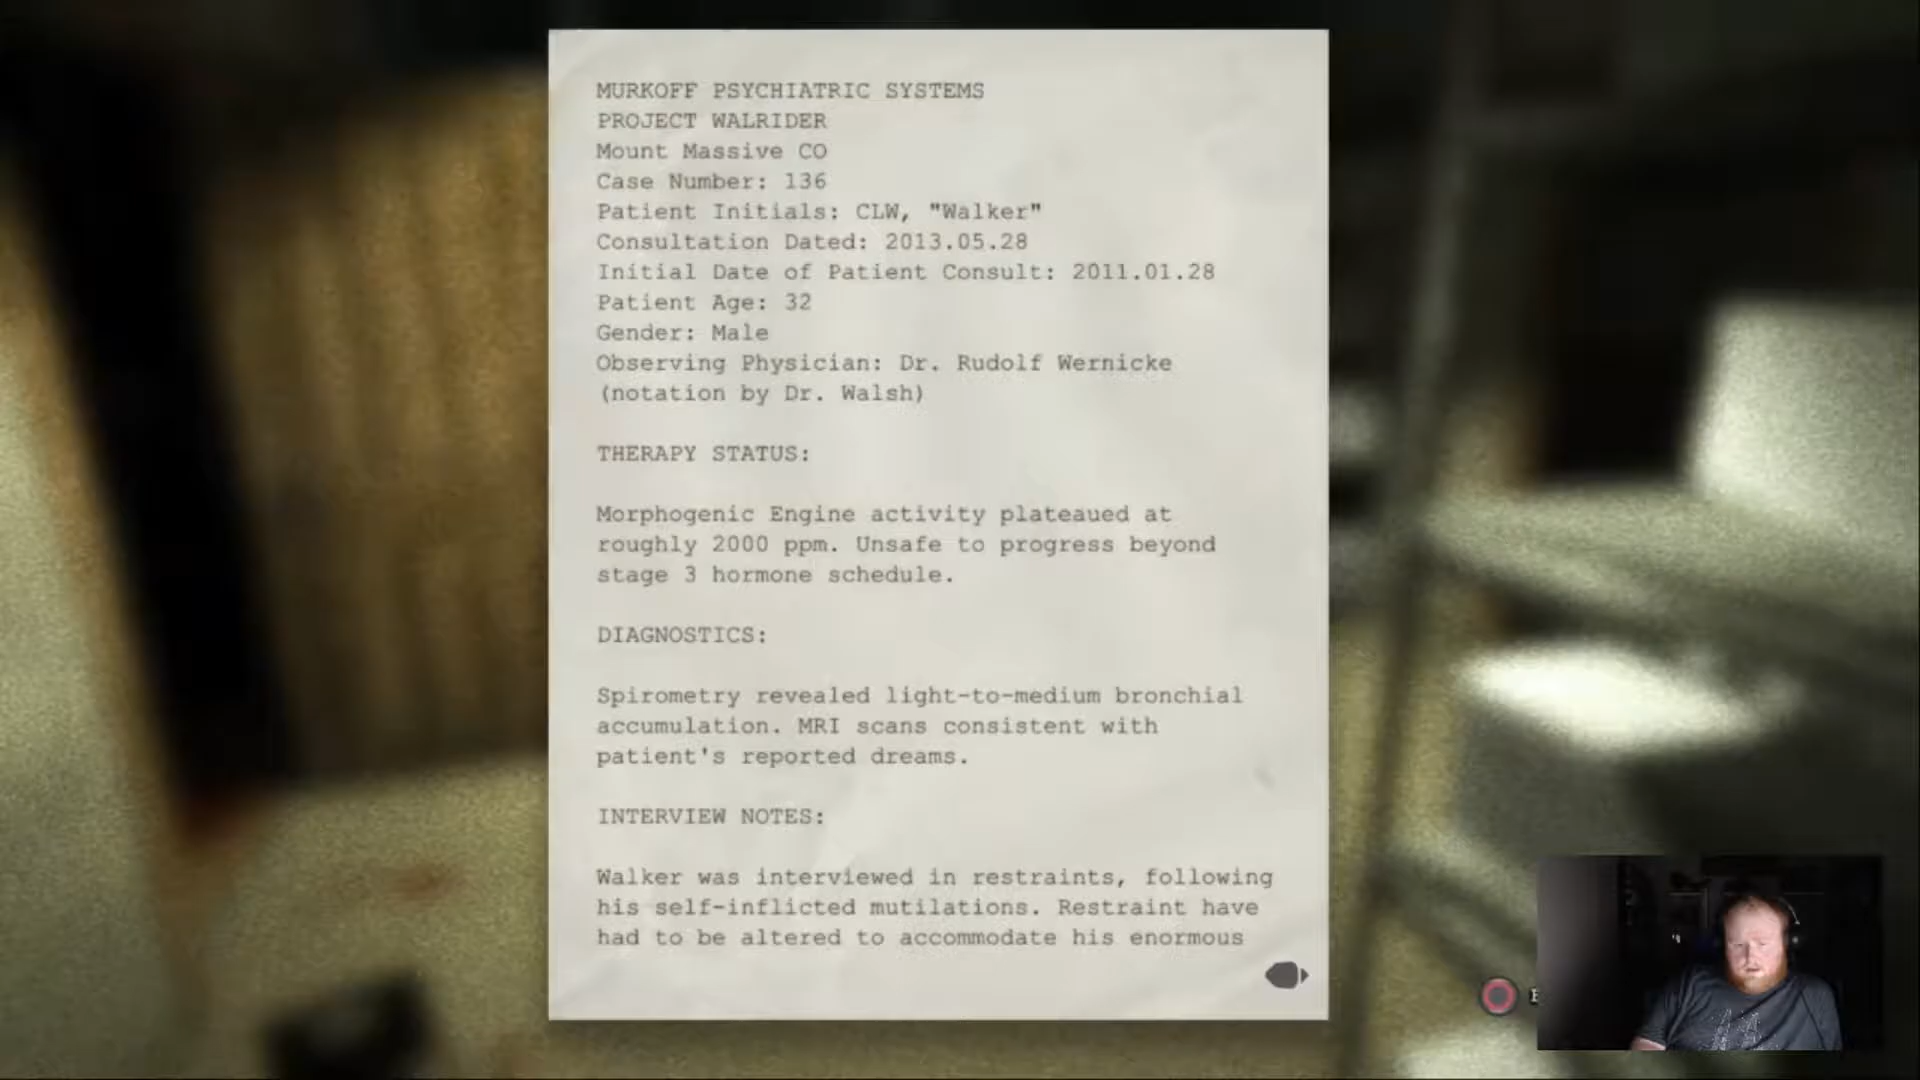 MURKOFF PSYCHIATRIC SYSTEMS
PROJECT WALRIDER
Mount Massive CO
Case Number: 136
Patient Initials: CLW, "Walker"
Consultation Dated: 2013.05.28
Initial Date of Patient Consult: 2011.01.28
Patient Age: 32
Gender: Male
Observing Physician: Dr. Rudolf Wernicke
(notation by Dr. Walsh)
THERAPY STATUS:
Morphogenic Engine activity plateaued at
roughly 2000 ppm. Unsafe to progress beyond
stage 3 hormone schedule.
DIAGNOSTICS:
Spirometry revealed light-to-medium bronchial
accumulation. MRI scans consistent with
patient's reported dreams.
INTERVIEW NOTES:
Walker was interviewed in restraints, following
his self-inflicted mutilations. Restraint have
had to be altered to accommodate his enormous